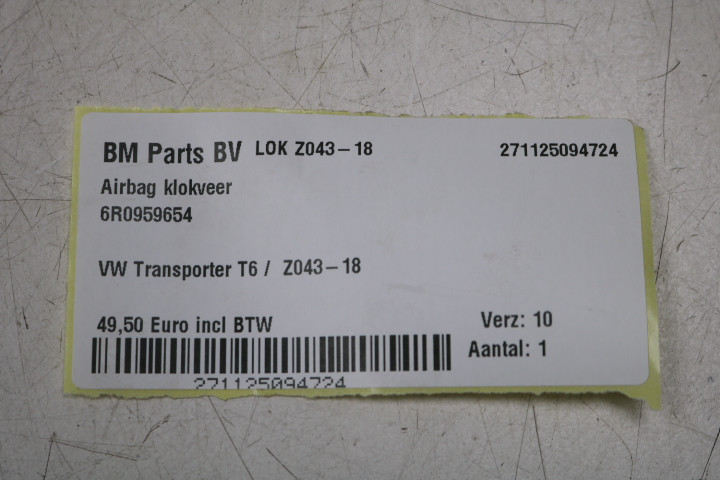 BM Parts BV LOK Z043-18 271125094724
Airbag klokveer
6R0959654
VW Transporter T6 / Z043-18
49,50 Euro incl BTW Verz: 10
Aantal: 1
271125094724